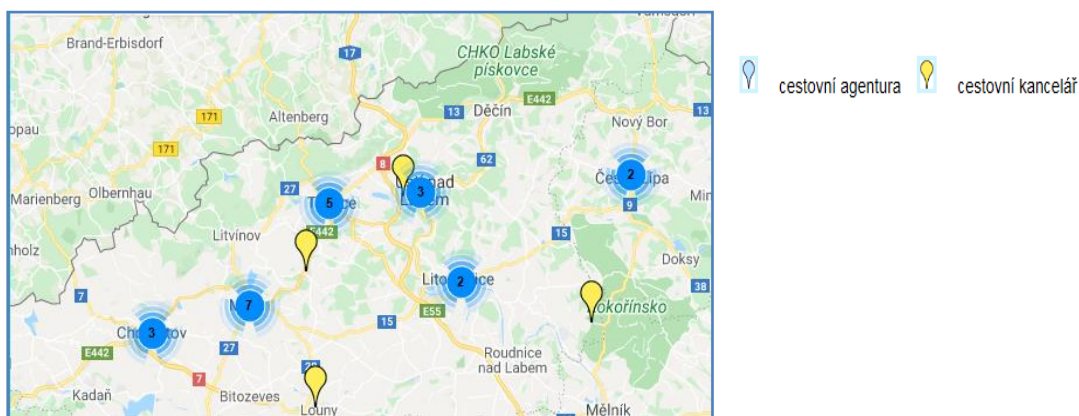 Brand-Erbisdorf
17
CHKO Labské
pískovce
cestovní agentura
cestovní kancelář
E442
13
Děčín
13
171
Altenberg
Nový Bor
171
8
62
Marienberg
Olbernhau
27
5
3
2
9
E442
Litvínov
15
Doksy
7
2
38
7
E55
15
3
E442
27
Roudnice
nad Labem
7
Kadaň
Bitozeves
Louny
Mělník